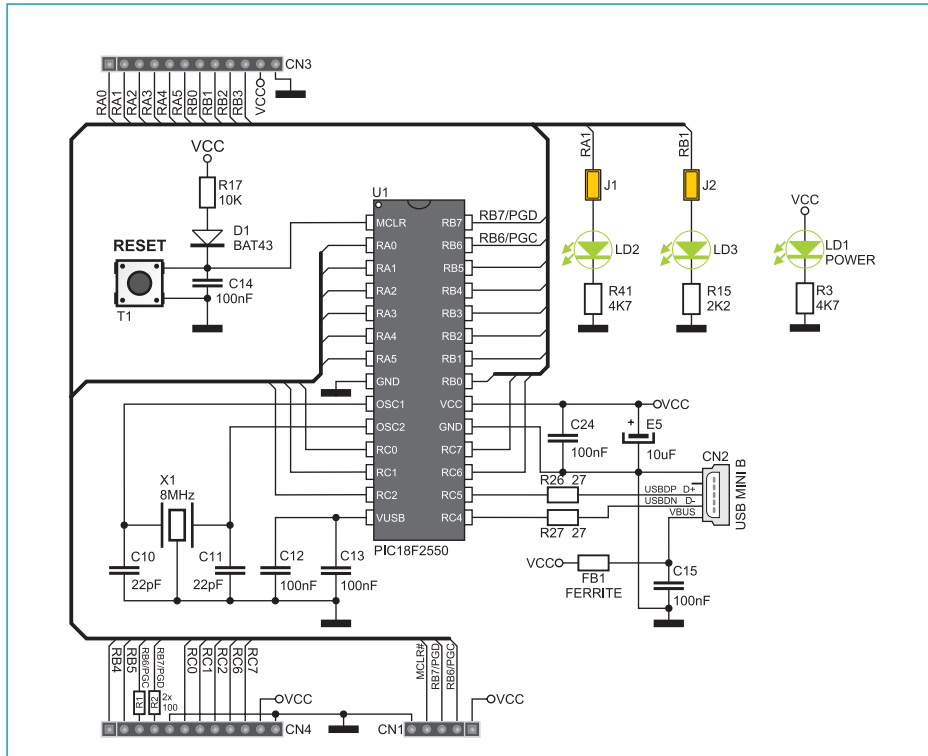 CN3
RA0
RA1
RA2
RA3
RA4
RA5
RB0
RB1
RB2
RB3
VCC
VCC
R17
10K
D1
BAT43
RESET
C14
100nF
T1
U1
MCLR
RA0
RA1
RA2
RA3
RA4
RA5
GND
OSC1
OSC2
RC0
RC1
RC2
VUSB
RB7
RB6
RB5
RB4
RB3
RB2
RB1
RB0
VCC
GND
RC7
RC6
RC5
RC4
PIC18F2550
RB7/PGD
RB6/PGC
RA1
J1
LD2
R41
4K7
RB1
J2
LD3
R15
2K2
VCC
LD1
POWER
R3
4K7
VCC
C24
100nF
+
E5
10uF
CN2
USB MINI B
R26 27
R27 27
USBDP D+
USBDN D-
VBUS
VCC
FB1
FERRITE
C15
100nF
X1
8MHz
C10
22pF
C11
22pF
C12
100nF
C13
100nF
RB4
RB5
RB6/PGC
RB7/PGD
RC0
RC1
RC2
RC6
RC7
R1
R2
2x
100
VCC
CN4
MCLR#
RB7/PGD
RB6/PGC
VCC
CN1